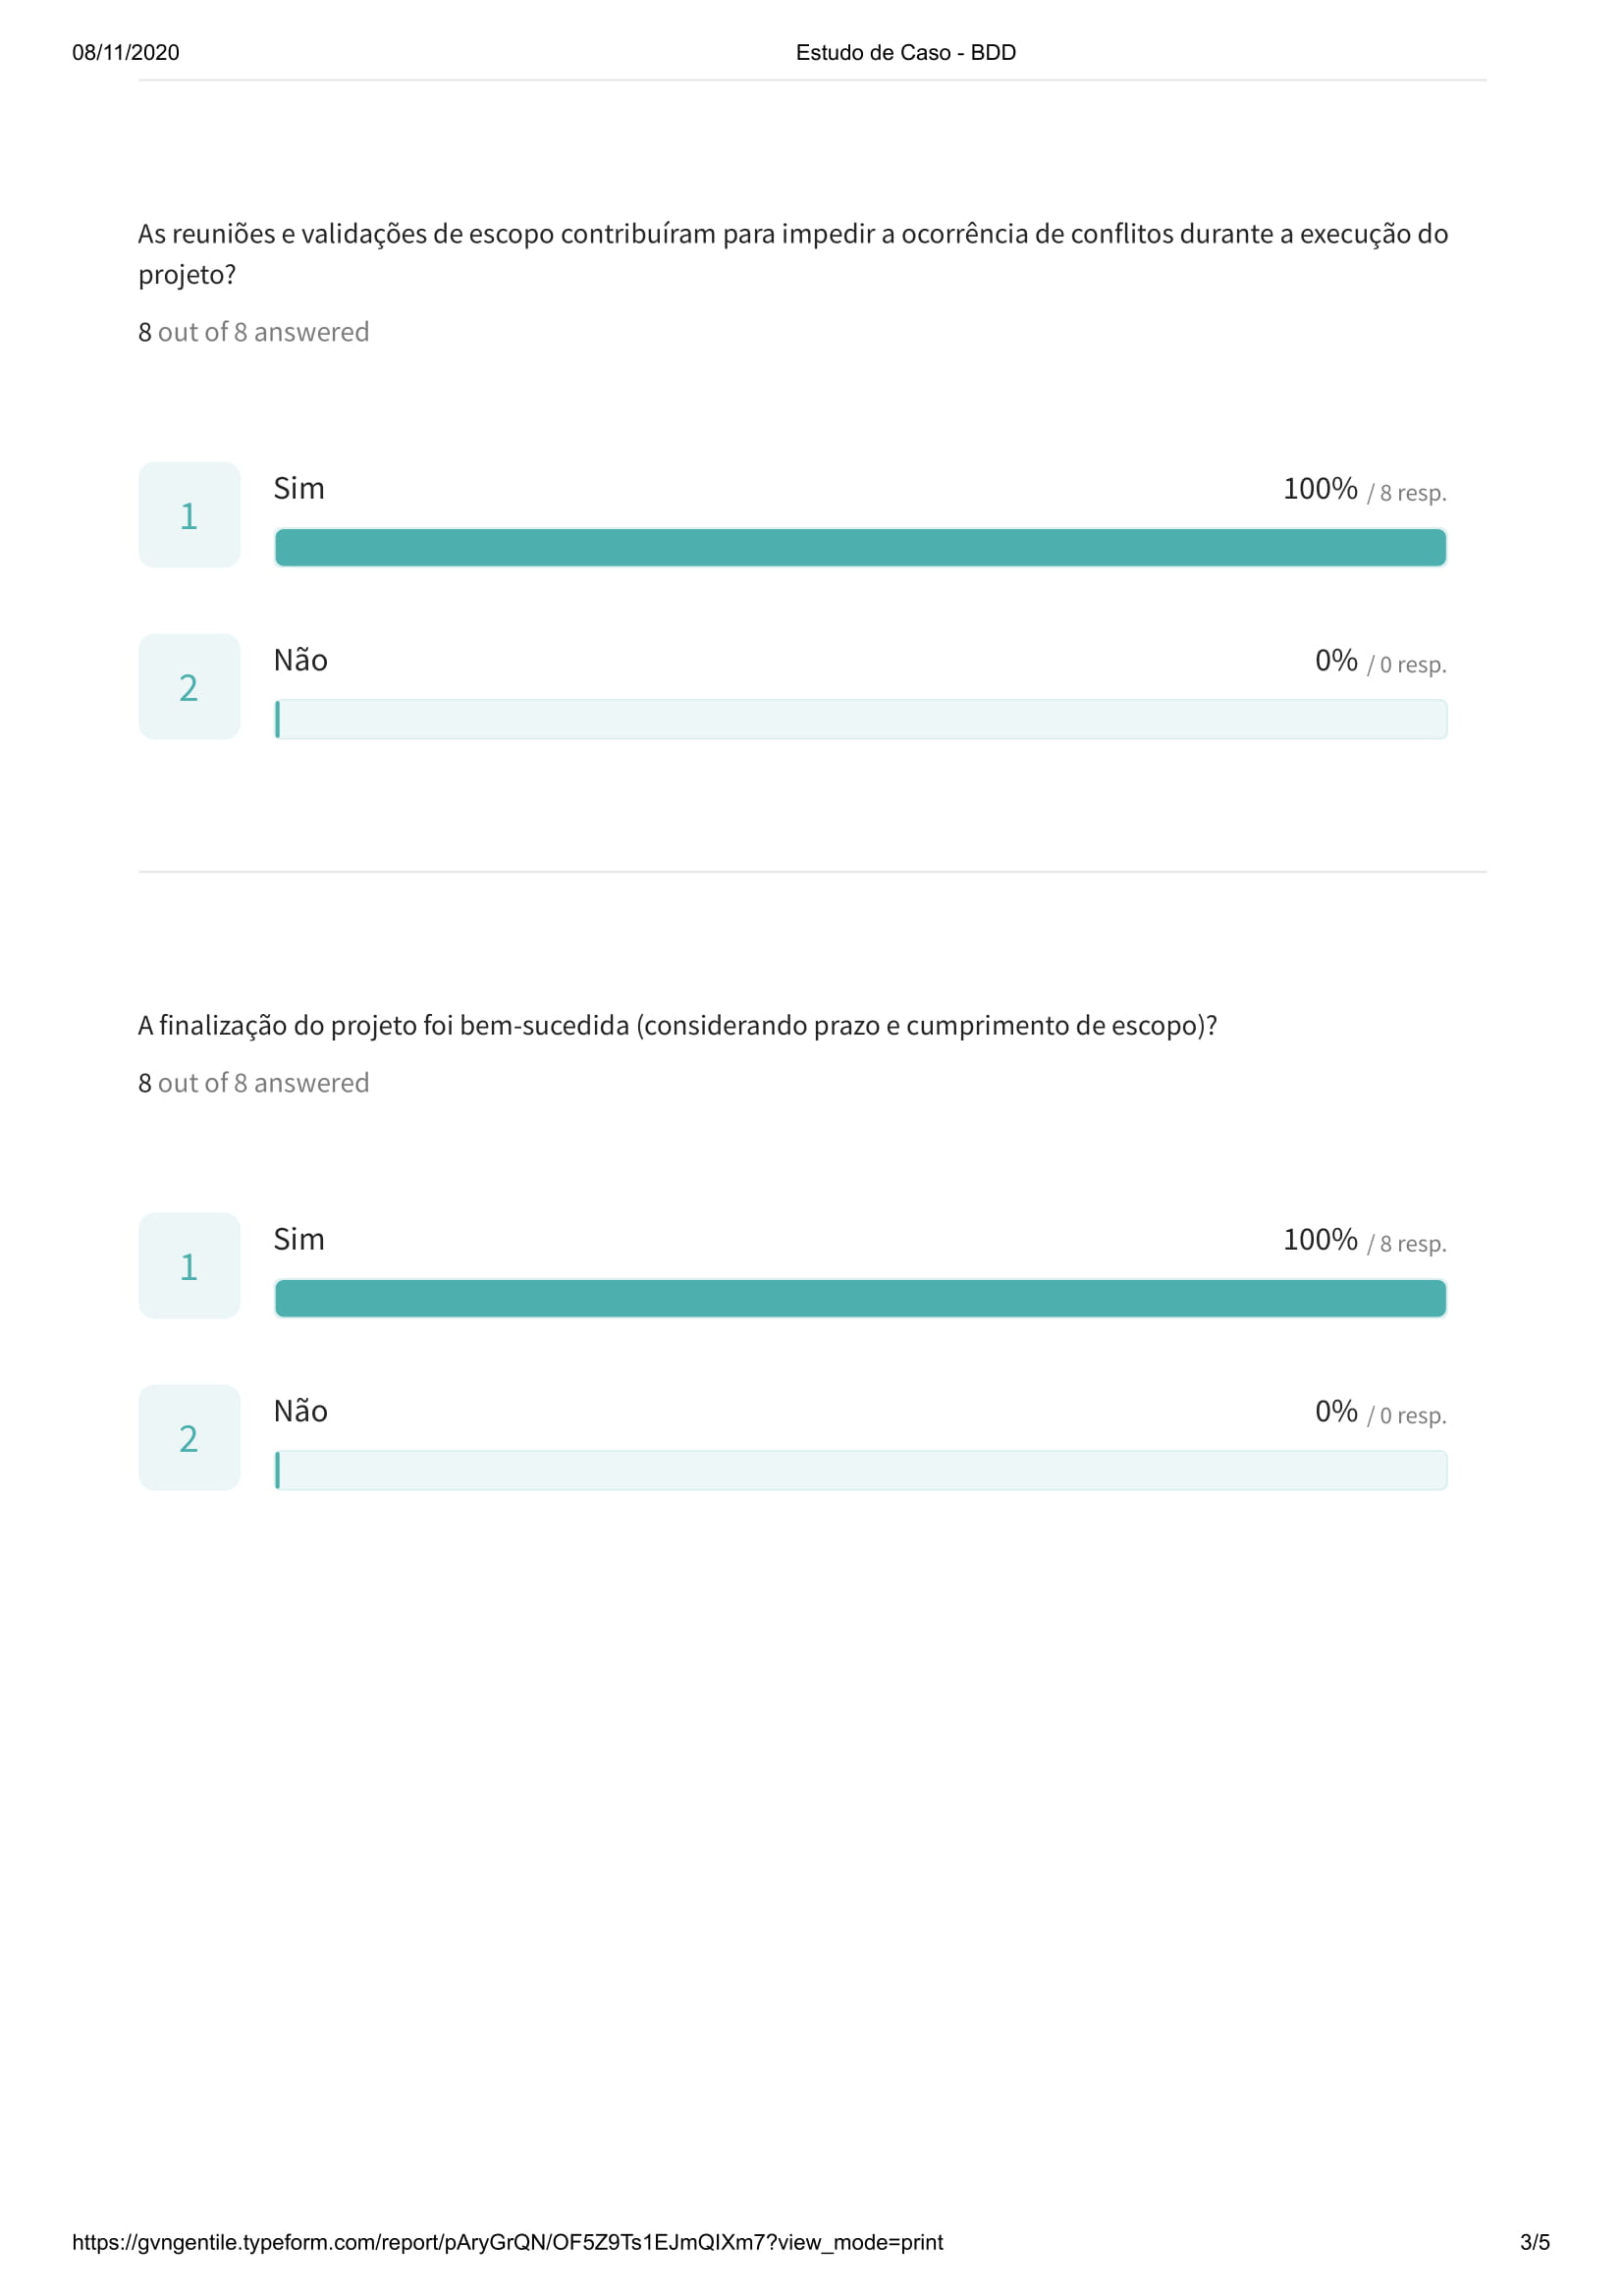 08/11/2020 Estudo de Caso - BDD
As reuniões e validações de escopo contribuíram para impedir a ocorrência de conflitos durante a execução do
projeto?
8 out of 8 answered
1 Sim 100% / 8 resp.
2 Não 0% / 0 resp.
A finalização do projeto foi bem-sucedida (considerando prazo e cumprimento de escopo)?
8 out of 8 answered
1 Sim 100% / 8 resp.
2 Não 0% / 0 resp.
https://gvngentile.typeform.com/report/pAryGrQN/OF5Z9Ts1EJmQIXm7?view_mode=print 3/5